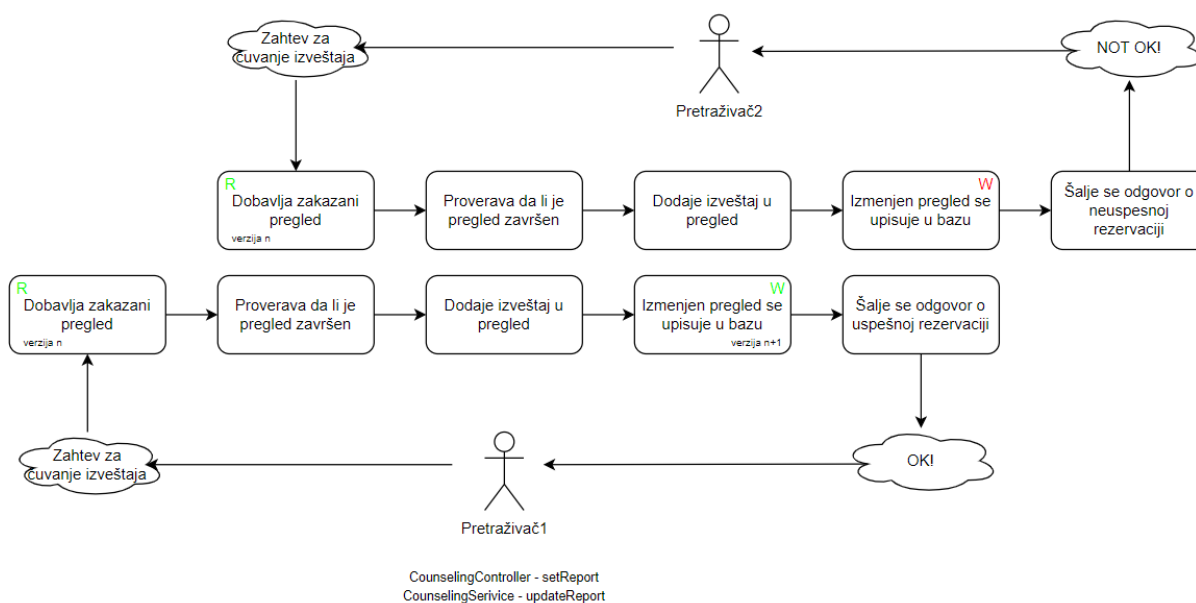 Zahtev za
čuvanje izveštaja
NOT OK!
Pretraživač2
R
Dobavlja zakazani
pregled
verzija n
Proverava da li je
pregled završen
Dodaje izveštaj u
pregled
W
Izmenjen pregled se
upisuje u bazu
Šalje se odgovor o
neuspesnoj
rezervaciji
R
Dobavlja zakazani
pregled
verzija n
Proverava da li je
pregled završen
Dodaje izveštaj u
pregled
W
Izmenjen pregled se
upisuje u bazu
verzija n+1
Šalje se odgovor o
uspešnoj rezervaciji
Zahtev za
čuvanje izveštaja
OK!
Pretraživač1
CounselingController - setReport
CounselingSerivice - updateReport